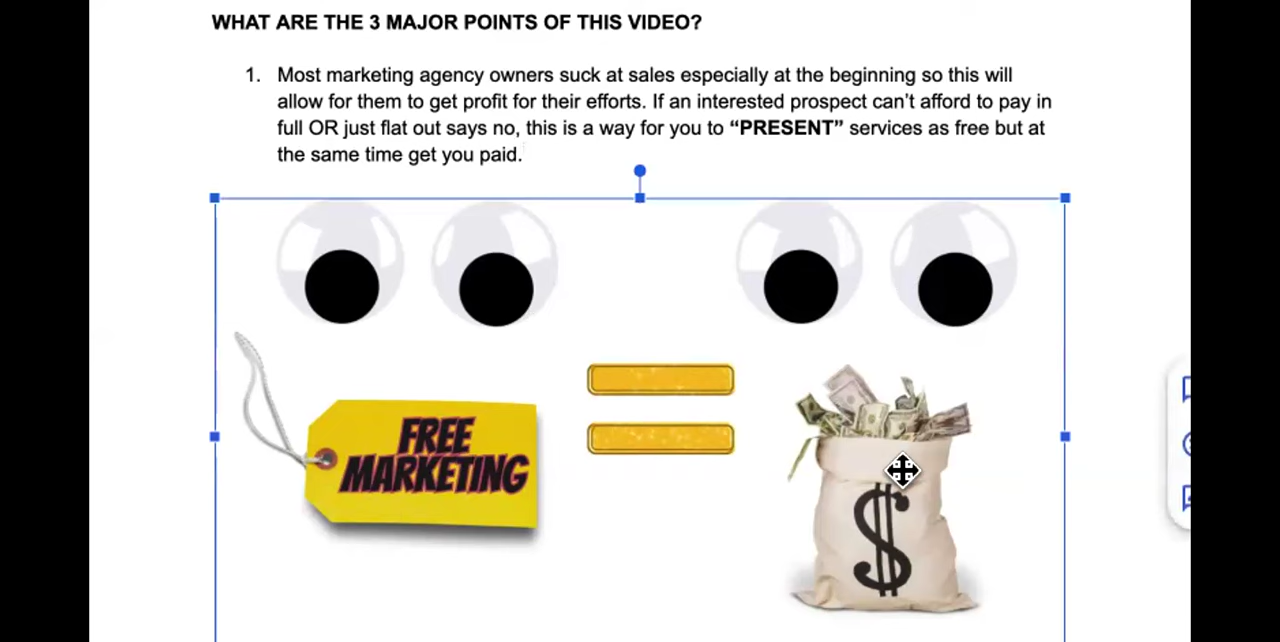 WHAT ARE THE 3 MAJOR POINTS OF THIS VIDEO?
1. Most marketing agency owners suck at sales especially at the beginning so this will
allow for them to get profit for their efforts. If an interested prospect can’t afford to pay in
full OR just flat out says no, this is a way for you to “PRESENT” services as free but at
the same time get you paid.
FREE
MARKETING
$